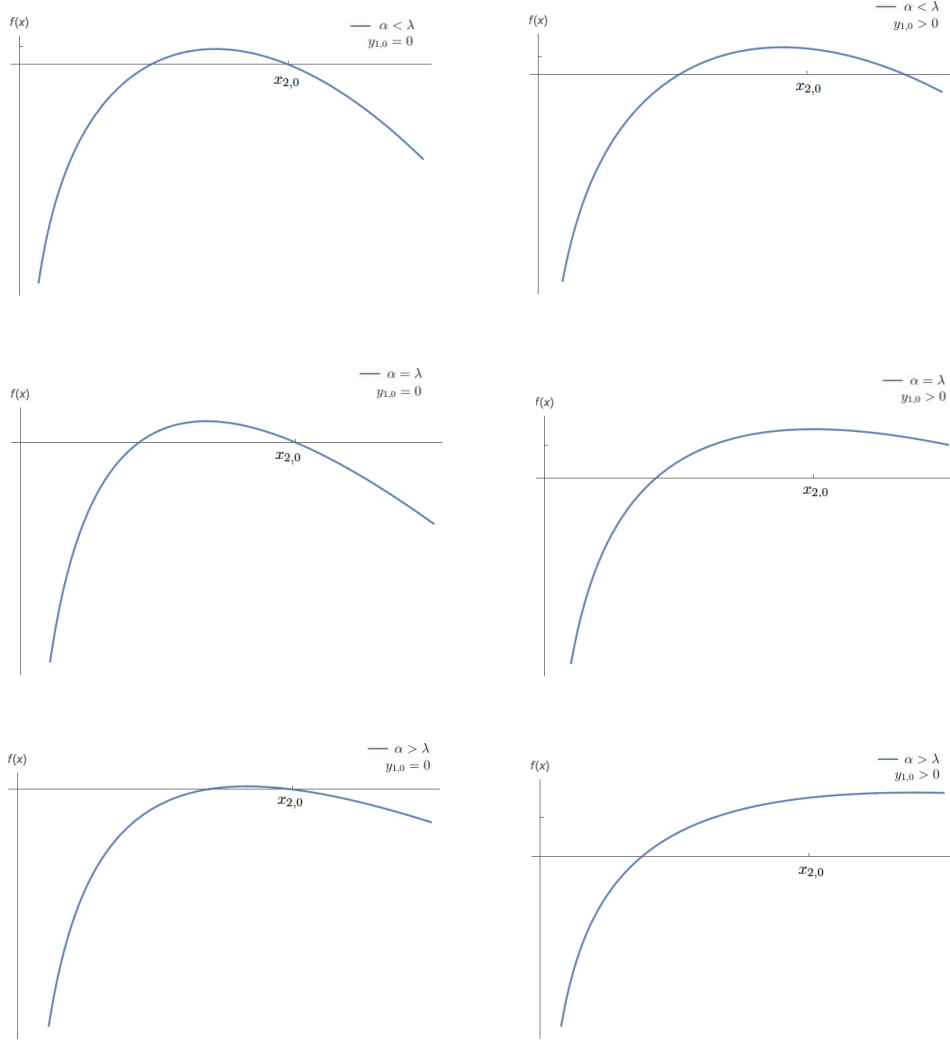 f(x)
α < λ
y₁,₀ = 0
x₂,₀
f(x)
α < λ
y₁,₀ > 0
x₂,₀
f(x)
α = λ
y₁,₀ = 0
x₂,₀
f(x)
α = λ
y₁,₀ > 0
x₂,₀
f(x)
α > λ
y₁,₀ = 0
x₂,₀
f(x)
α > λ
y₁,₀ > 0
x₂,₀